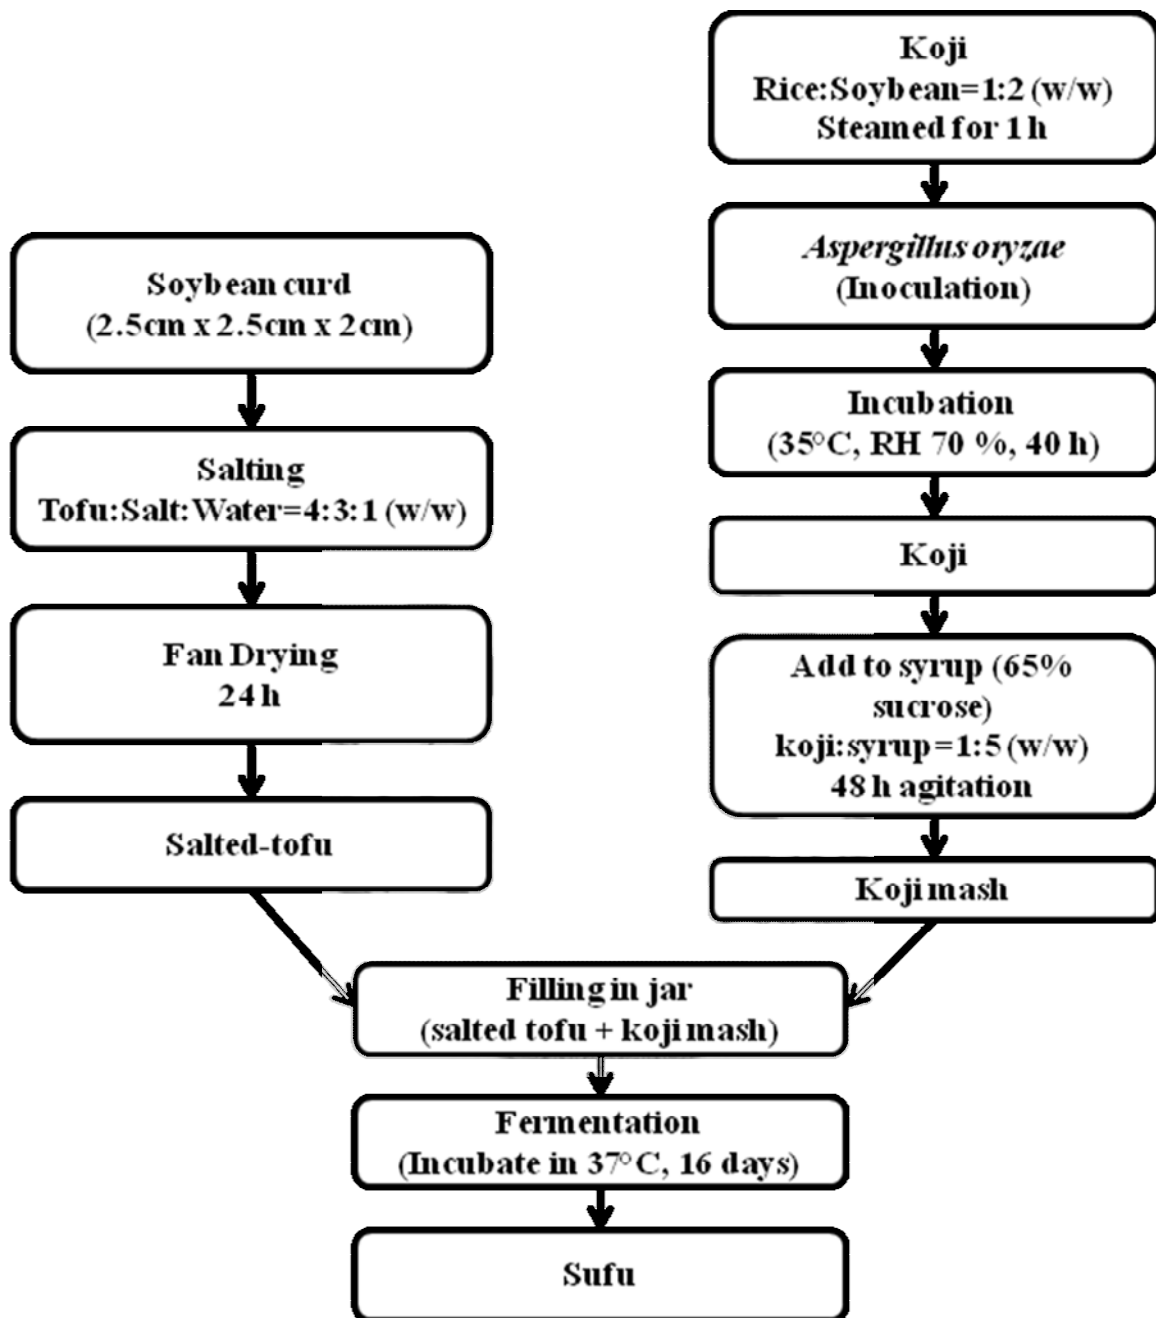 Koji
Rice:Soybean=1:2 (w/w)
Steamed for 1 h
Aspergillus oryzae
(Inoculation)
Incubation
(35°C, RH 70 %, 40 h)
Koji
Add to syrup (65%
sucrose)
koji:syrup=1:5 (w/w)
48 h agitation
Koji mash
Soybean curd
(2.5cm x 2.5cm x 2cm)
Salting
Tofu:Salt:Water=4:3:1 (w/w)
Fan Drying
24 h
Salted-tofu
Filling in jar
(salted tofu + koji mash)
Fermentation
(Incubate in 37°C, 16 days)
Sufu